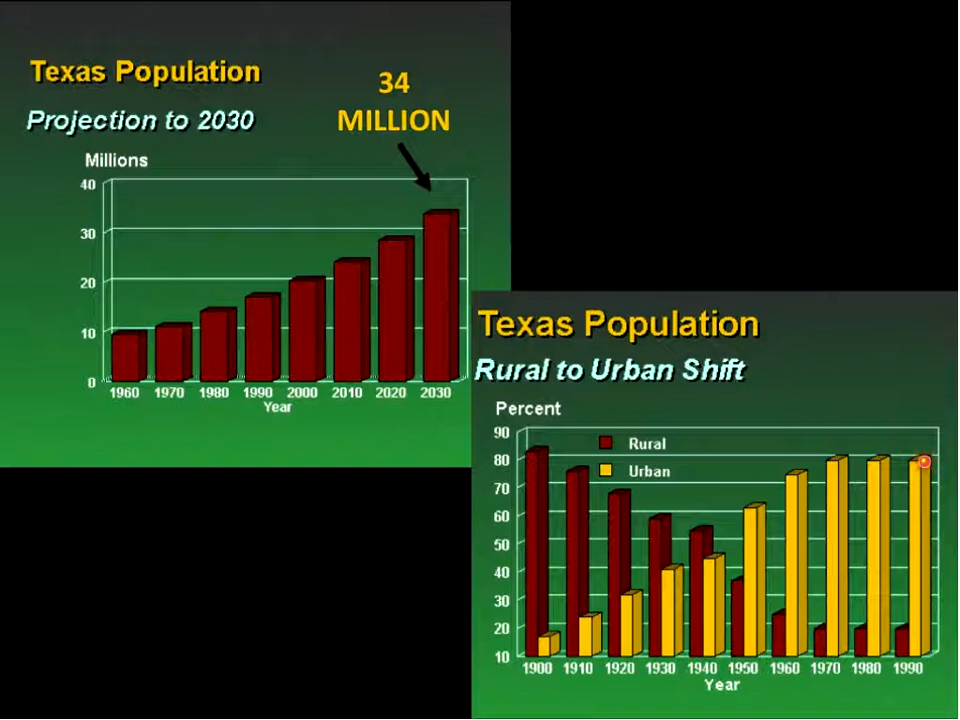 Texas Population
Projection to 2030
34
MILLION
Millions
40
30
20
10
0
1960 1970 1980 1990 2000 2010 2020 2030
Year
Texas Population
Rural to Urban Shift
Percent
90
80
70
60
50
40
30
20
10
Rural
Urban
1900 1910 1920 1930 1940 1950 1960 1970 1980 1990
Year